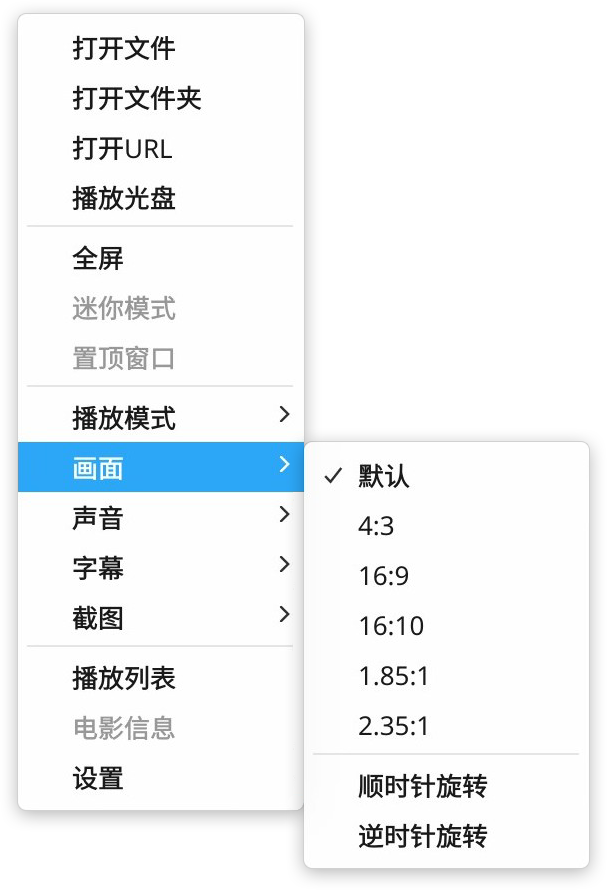 打开文件
打开文件夹
打开URL
播放光盘
全屏
迷你模式
置顶窗口
播放模式
画面
声音
字幕
截图
播放列表
电影信息
设置
默认
4:3
16:9
16:10
1.85:1
2.35:1
顺时针旋转
逆时针旋转